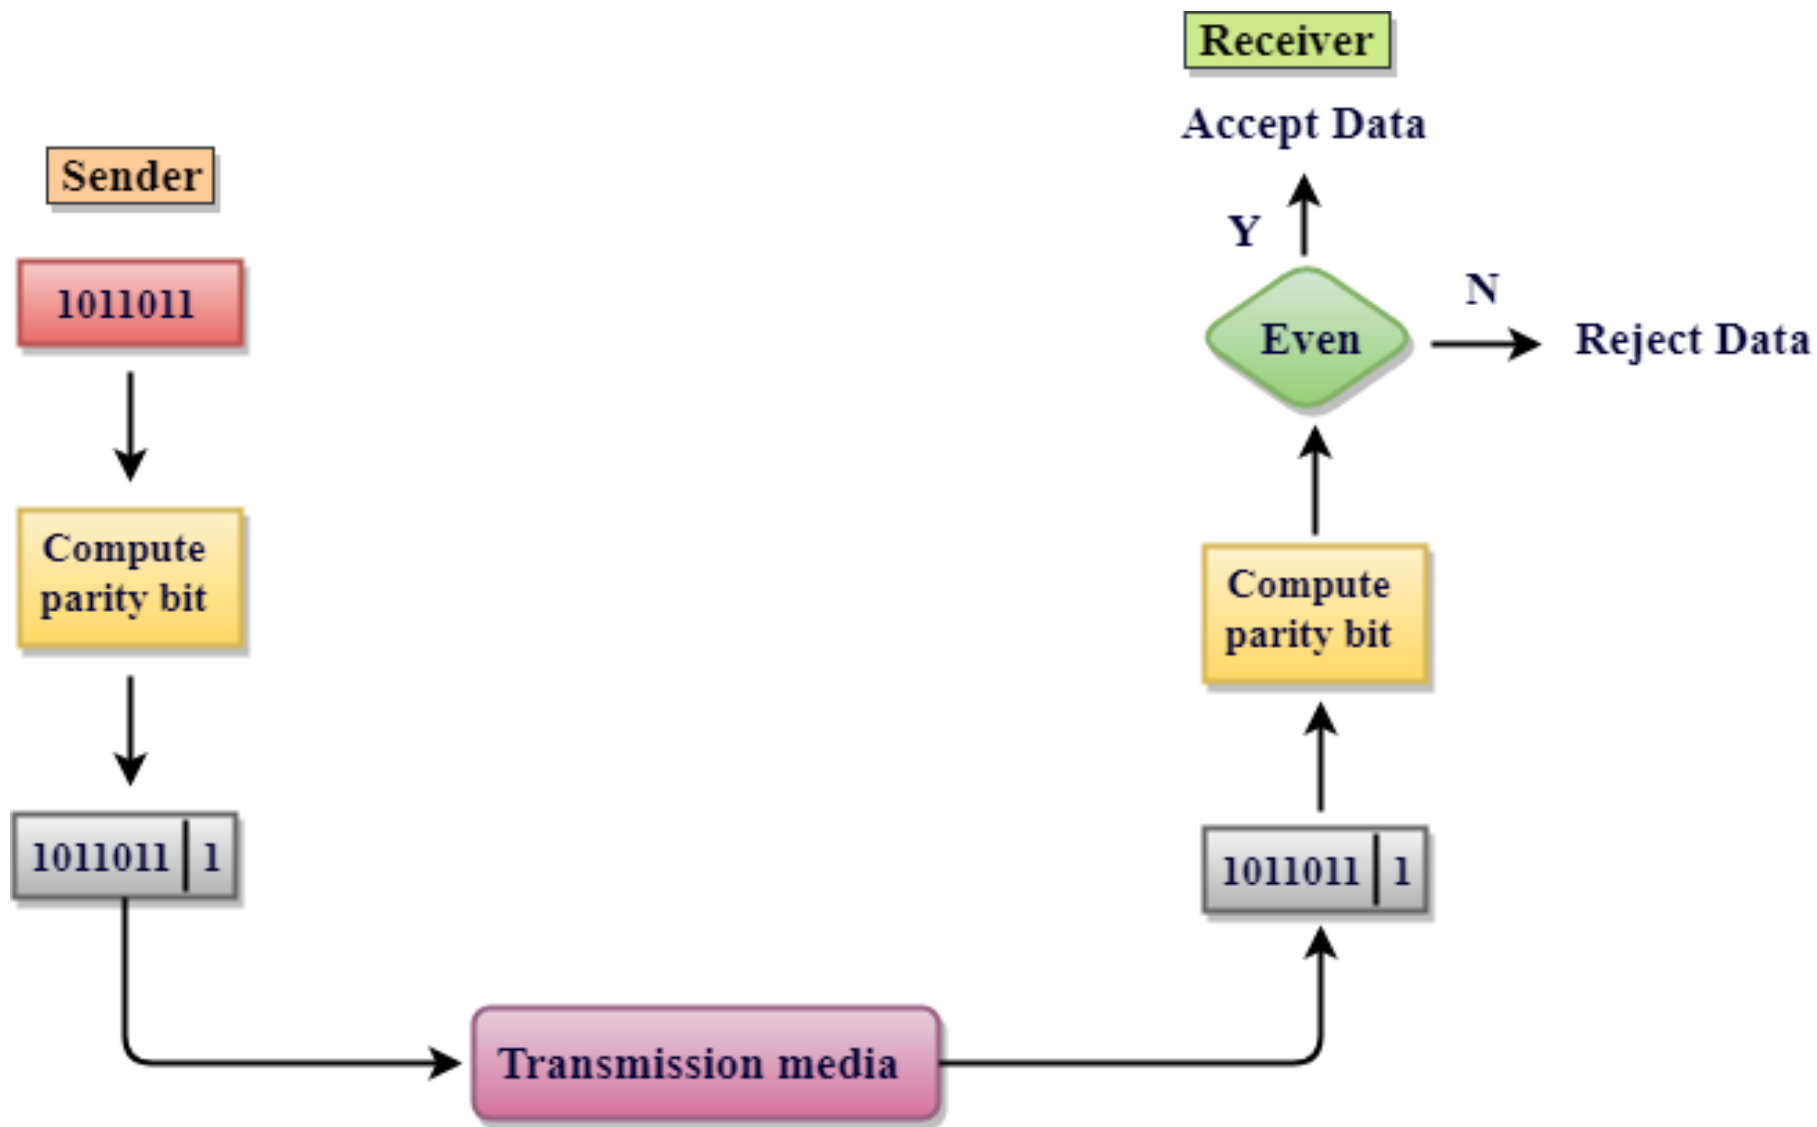 Sender
1011011
Compute
parity bit
1011011 1
Transmission media
Receiver
Accept Data
Y
N
Even
Reject Data
Compute
parity bit
1011011 1